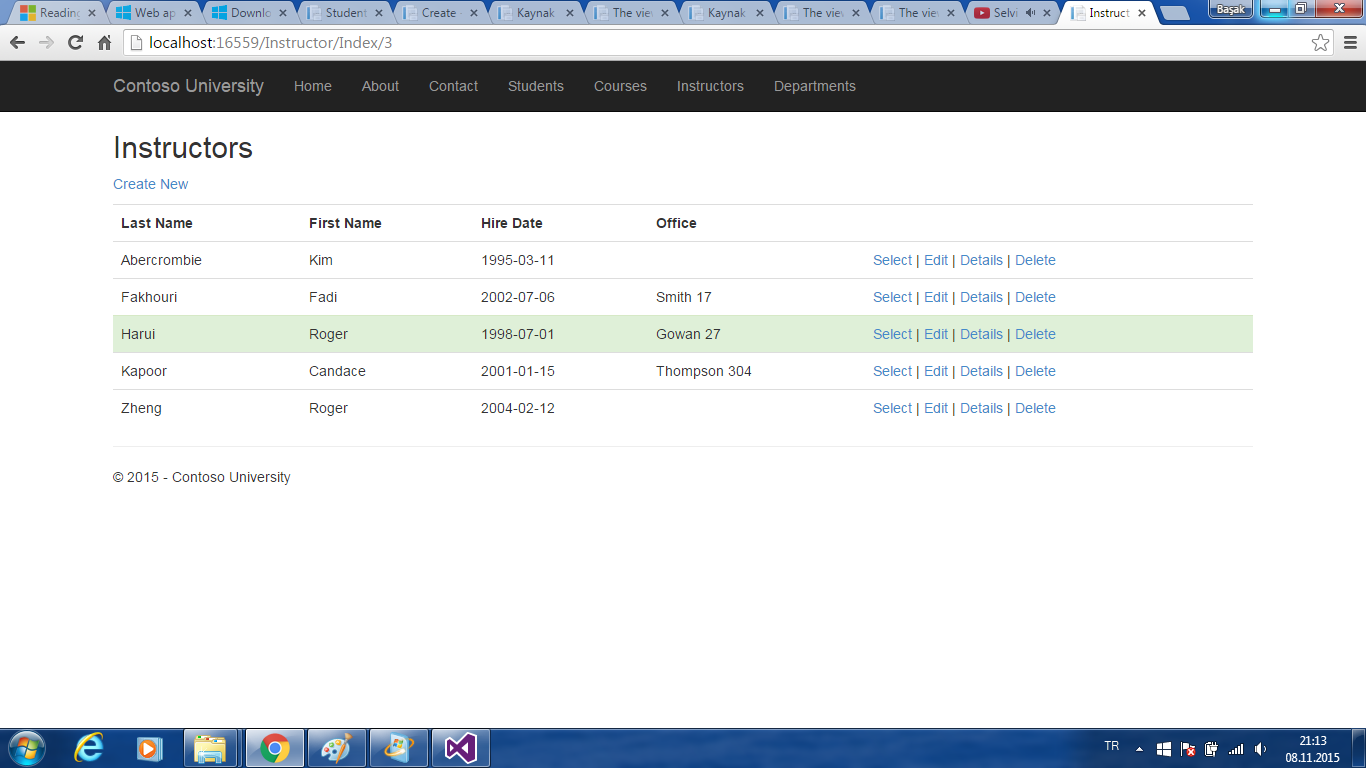 Reading Web ap Downlo Student Create Kaynak The view Kaynak The view The view Selvi Instruct Başak
localhost:16559/Instructor/Index/3
Contoso University Home About Contact Students Courses Instructors Departments
Instructors
Create New
Last Name First Name Hire Date Office
Abercrombie Kim 1995-03-11 Select | Edit | Details | Delete
Fakhouri Fadi 2002-07-06 Smith 17 Select | Edit | Details | Delete
Harui Roger 1998-07-01 Gowan 27 Select | Edit | Details | Delete
Kapoor Candace 2001-01-15 Thompson 304 Select | Edit | Details | Delete
Zheng Roger 2004-02-12 Select | Edit | Details | Delete
© 2015 - Contoso University
TR 21:13
08.11.2015